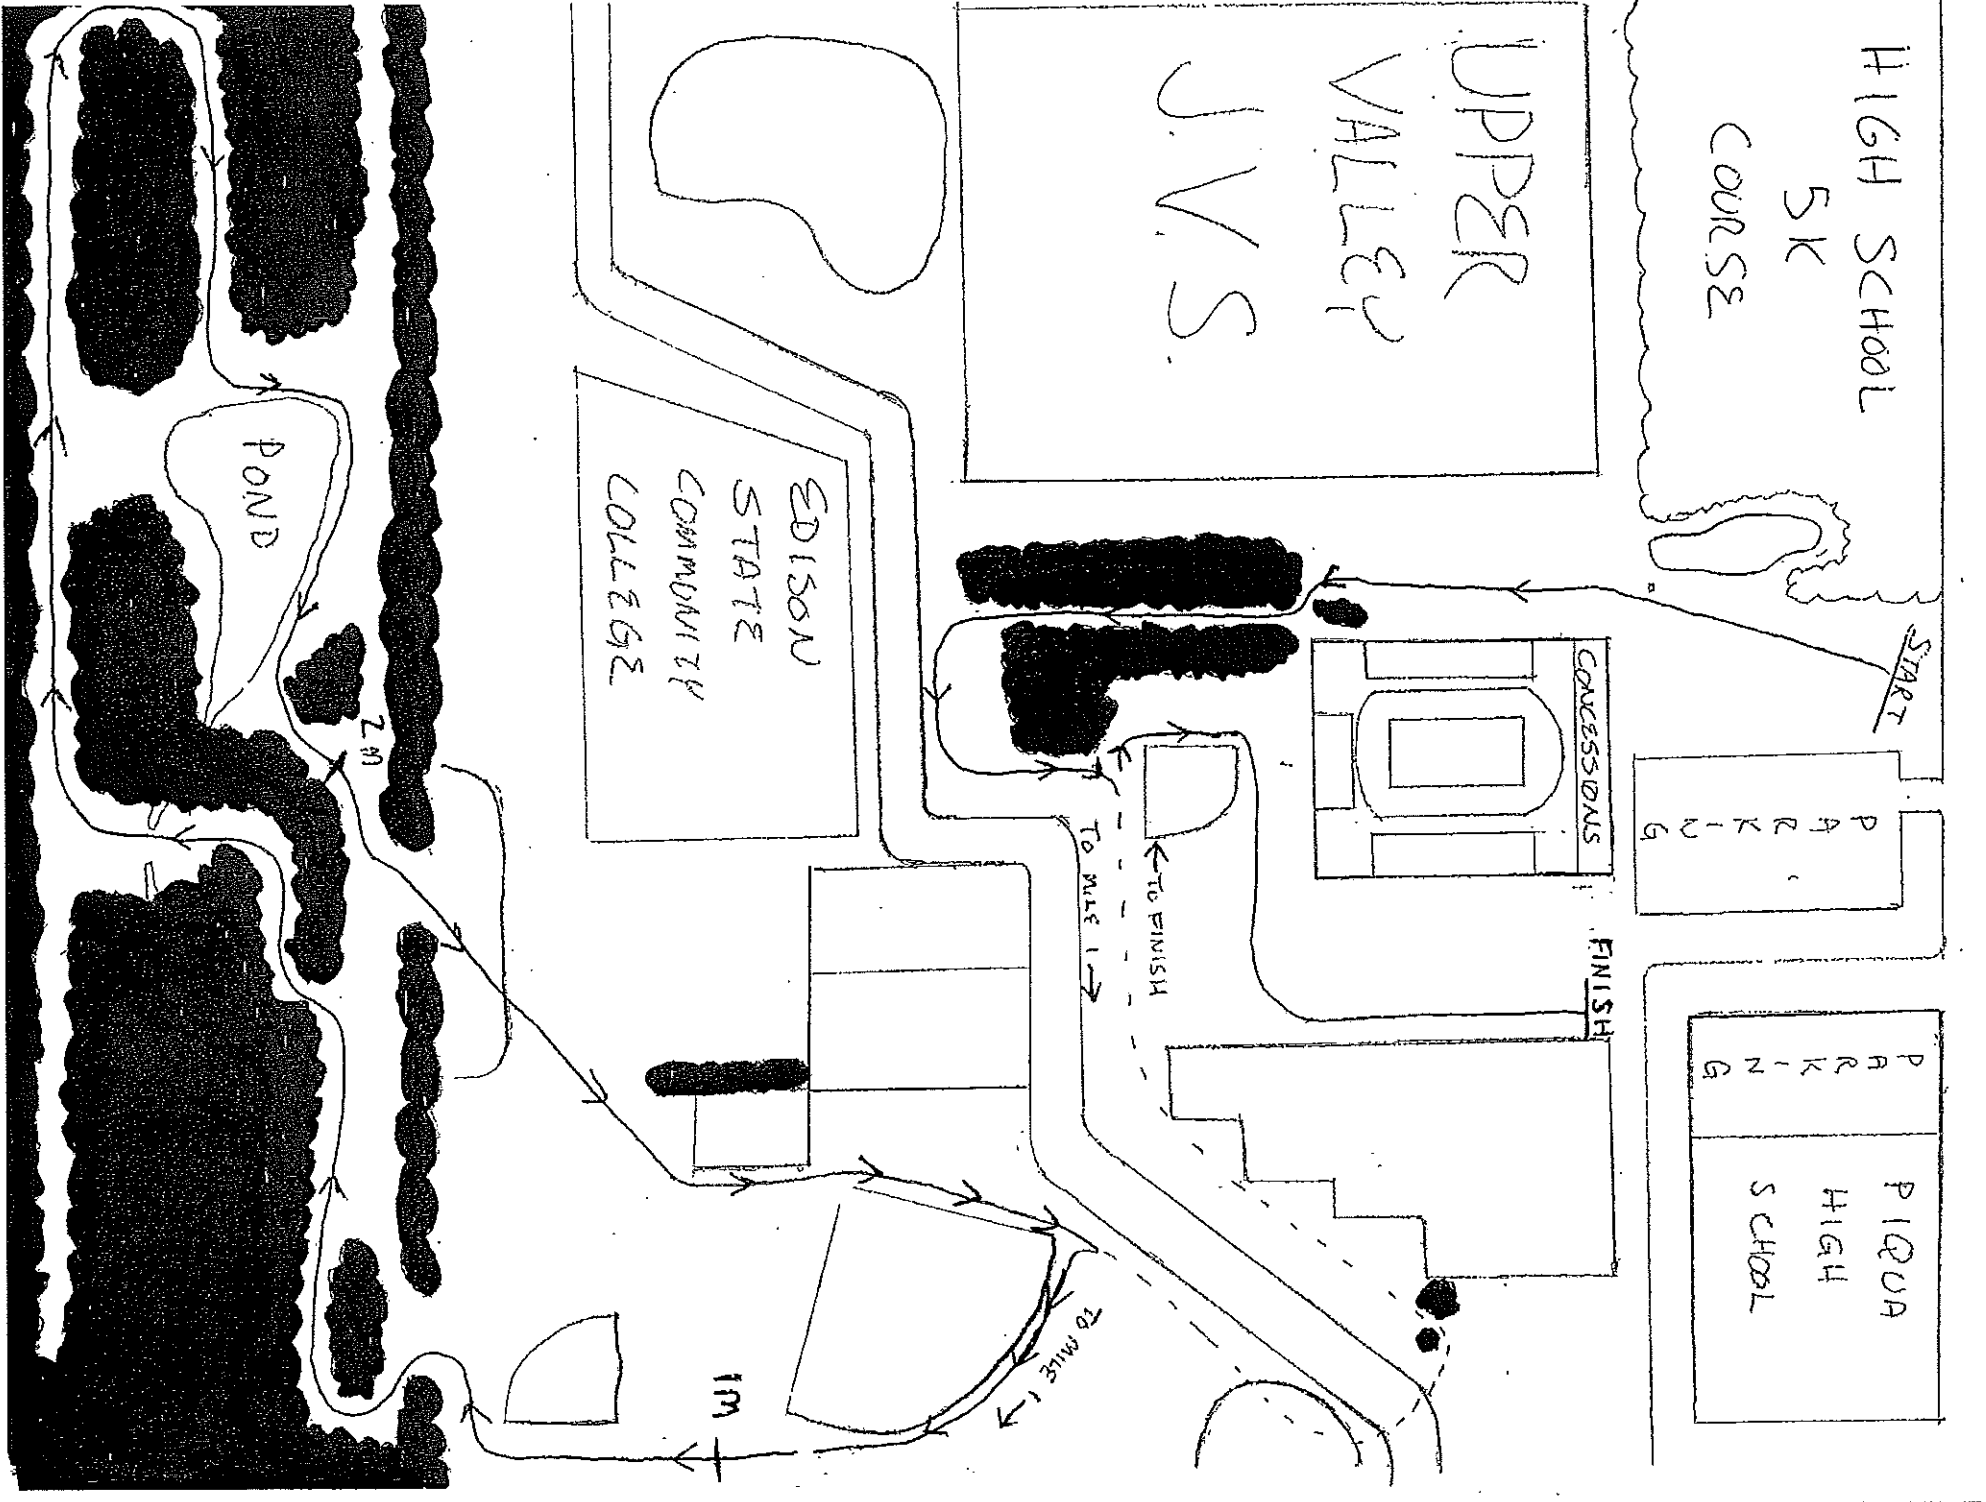 HIGH SCHOOL
5K
COURSE
START
PARKING
PARKING
PIQUA
HIGH
SCHOOL
UPPER
VALLEY
J.V.S.
CONCESSIONS
FINISH
← TO FINISH
TO MILE 1 →
EDISON
STATE
COMMUNITY
COLLEGE
TO MILE 1 →
1M
POND
2M